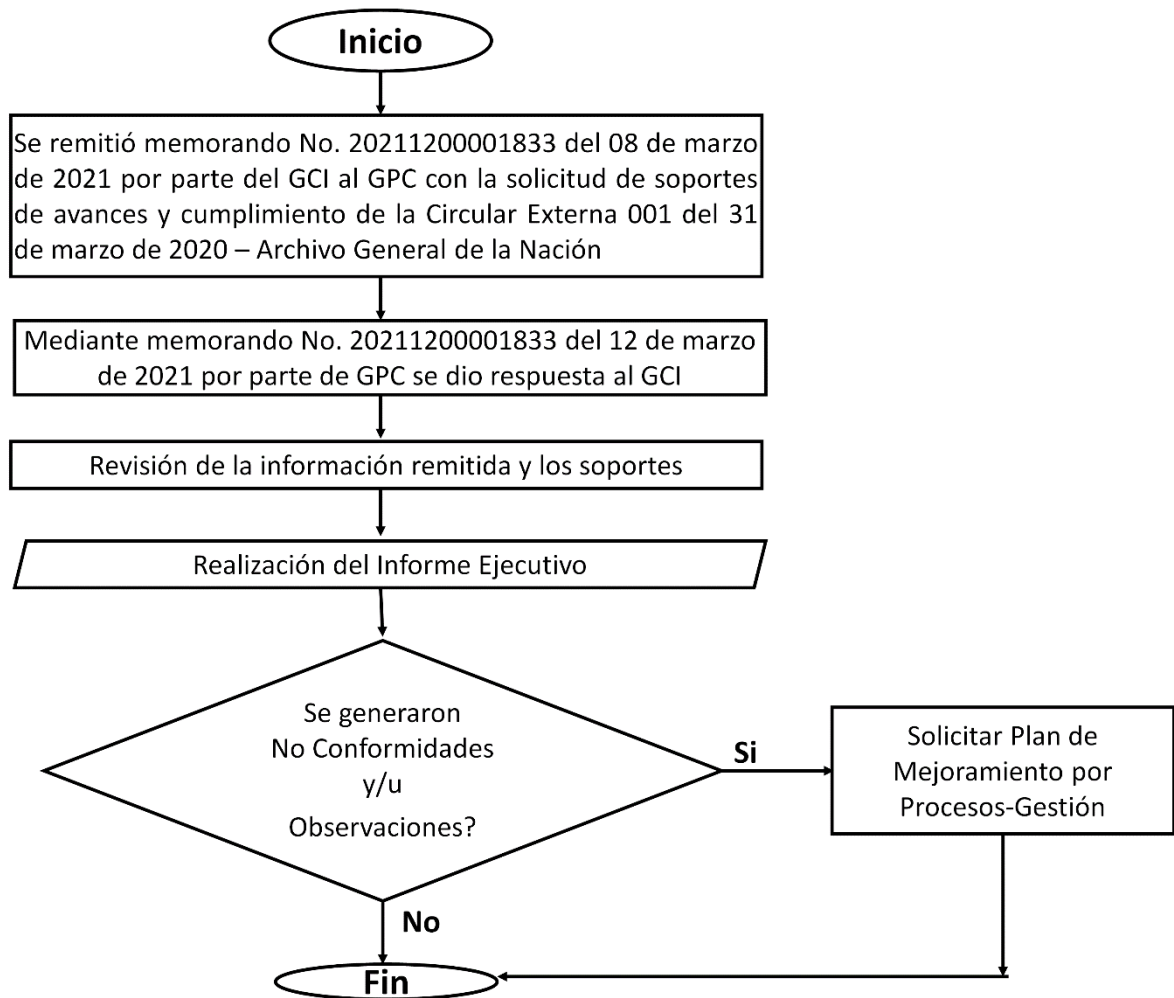 Inicio
Se remitió memorando No. 20211200001833 del 08 de marzo
de 2021 por parte del GCI al GPC con la solicitud de soportes
de avances y cumplimiento de la Circular Externa 001 del 31
de marzo de 2020 – Archivo General de la Nación
Mediante memorando No. 20211200001833 del 12 de marzo
de 2021 por parte de GPC se dio respuesta al GCI
Revisión de la información remitida y los soportes
Realización del Informe Ejecutivo
Se generaron
No Conformidades
y/u
Observaciones?
Si
Solicitar Plan de
Mejoramiento por
Procesos-Gestión
No
Fin